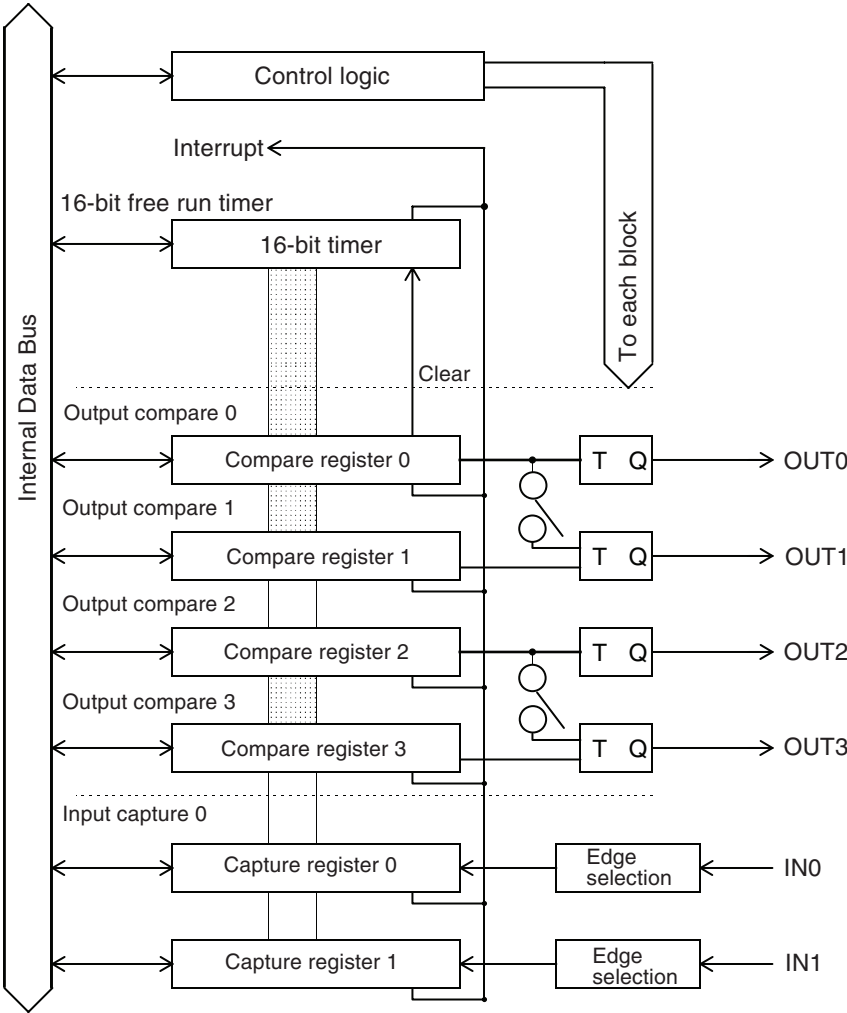 Control logic
Interrupt
16-bit free run timer
16-bit timer
To each block
Internal Data Bus
Clear
Output compare 0
Compare register 0
T Q
OUT0
Output compare 1
Compare register 1
T Q
OUT1
Output compare 2
Compare register 2
T Q
OUT2
Output compare 3
Compare register 3
T Q
OUT3
Input capture 0
Capture register 0
Edge
selection
IN0
Capture register 1
Edge
selection
IN1